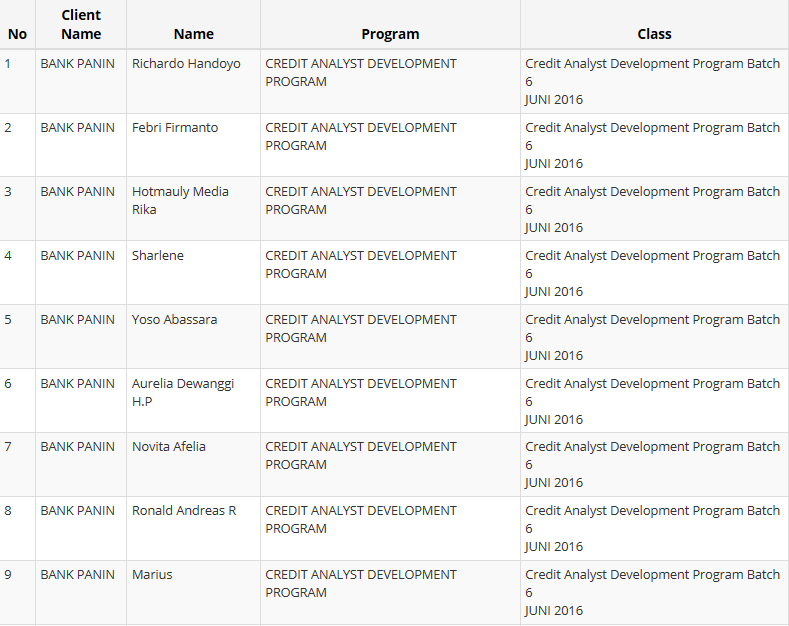 No Client Name Name Program Class
1 BANK PANIN Richardo Handoyo CREDIT ANALYST DEVELOPMENT Credit Analyst Development Program Batch
PROGRAM 6
JUNI 2016
2 BANK PANIN Febri Firmanto CREDIT ANALYST DEVELOPMENT Credit Analyst Development Program Batch
PROGRAM 6
JUNI 2016
3 BANK PANIN Hotmauly Media CREDIT ANALYST DEVELOPMENT Credit Analyst Development Program Batch
Rika PROGRAM 6
JUNI 2016
4 BANK PANIN Sharlene CREDIT ANALYST DEVELOPMENT Credit Analyst Development Program Batch
PROGRAM 6
JUNI 2016
5 BANK PANIN Yoso Abassara CREDIT ANALYST DEVELOPMENT Credit Analyst Development Program Batch
PROGRAM 6
JUNI 2016
6 BANK PANIN Aurelia Dewanggi CREDIT ANALYST DEVELOPMENT Credit Analyst Development Program Batch
H.P PROGRAM 6
JUNI 2016
7 BANK PANIN Novita Afelia CREDIT ANALYST DEVELOPMENT Credit Analyst Development Program Batch
PROGRAM 6
JUNI 2016
8 BANK PANIN Ronald Andreas R CREDIT ANALYST DEVELOPMENT Credit Analyst Development Program Batch
PROGRAM 6
JUNI 2016
9 BANK PANIN Marius CREDIT ANALYST DEVELOPMENT Credit Analyst Development Program Batch
PROGRAM 6
JUNI 2016